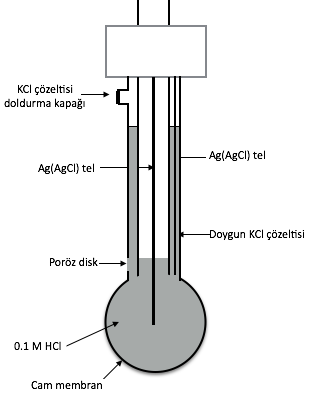 KCl çözeltisi
doldurma kapağı
Ag(AgCl) tel
Ag(AgCl) tel
Doygun KCl çözeltisi
Poröz disk
0.1 M HCl
Cam membran